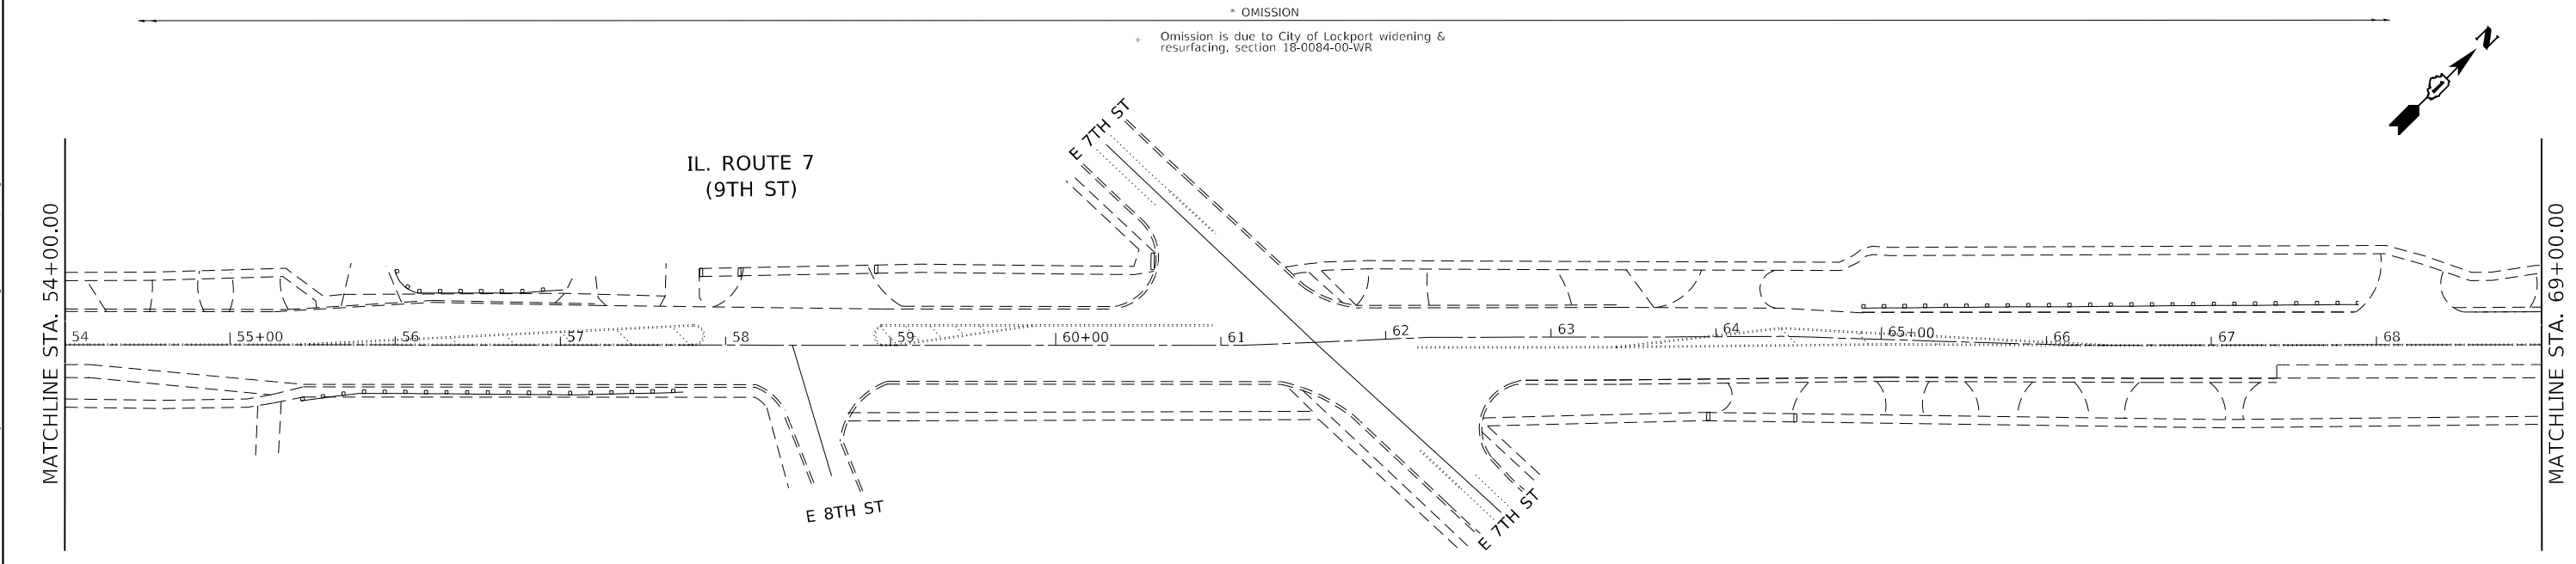 * OMISSION
* Omission is due to City of Lockport widening &
resurfacing, section 18-0084-00-WR
N
E 7TH ST
IL. ROUTE 7
(9TH ST)
MATCHLINE STA. 54+00.00
MATCHLINE STA. 69+00.00
54 55+00 56 57 58 59 60+00 61 62 63 64 65+00 66 67 68
E 8TH ST
E 7TH ST